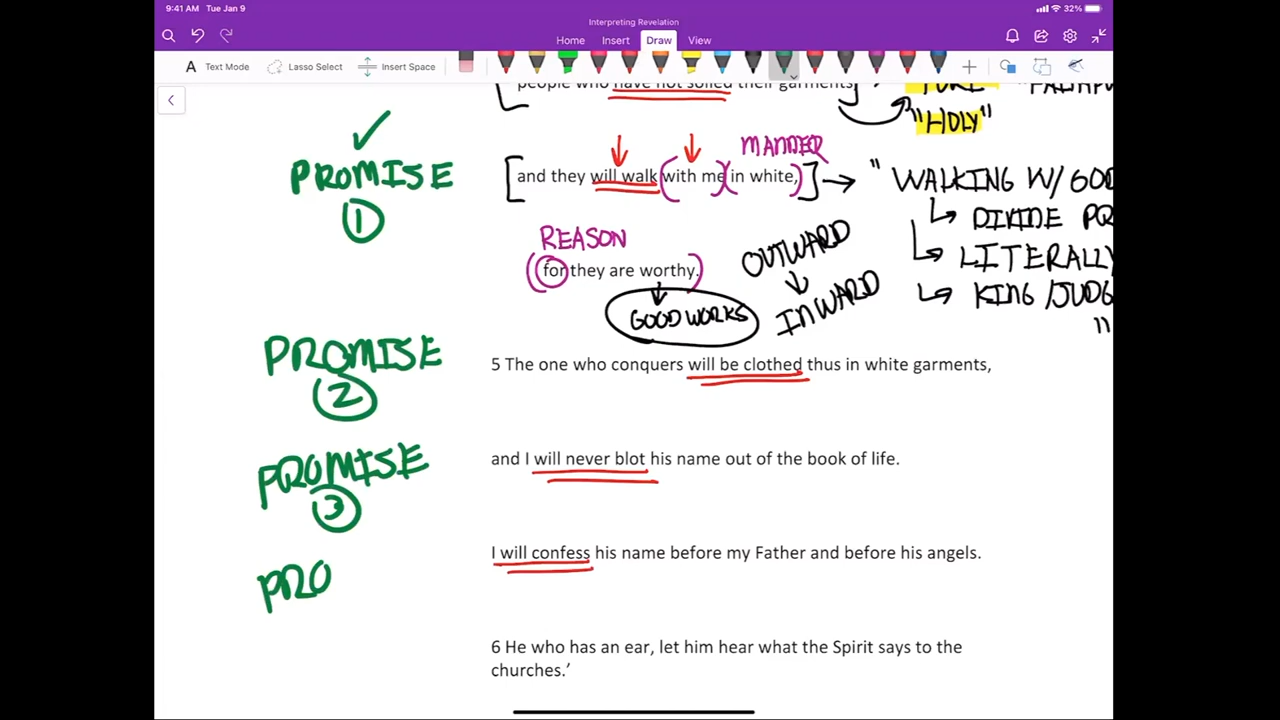 9:41 AM Tue Jan 9
32%
Interpreting Revelation
Home Insert Draw View
Text Mode Lasso Select Insert Space
people who have not soiled their garments
"HOLY"
MANNER
PROMISE
1
and they will walk with me in white,
" WALKING W/ GOD
DIVINE
LITERALLY
KING /JUDG
"
REASON
for they are worthy.
OUTWARD
INWARD
GOOD WORKS
PROMISE
2
5 The one who conquers will be clothed thus in white garments,
PROMISE
3
and I will never blot his name out of the book of life.
I will confess his name before my Father and before his angels.
PRO
6 He who has an ear, let him hear what the Spirit says to the
churches.’